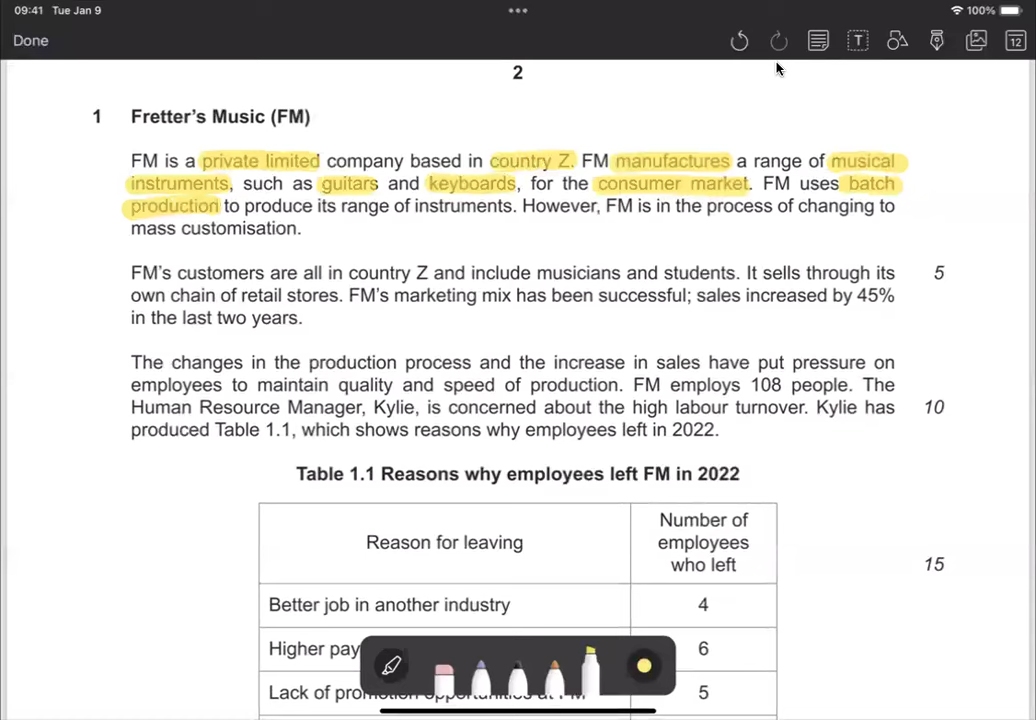 09:41 Tue Jan 9
100%
Done
T
12
2
1 Fretter's Music (FM)
FM is a private limited company based in country Z. FM manufactures a range of musical
instruments, such as guitars and keyboards, for the consumer market. FM uses batch
production to produce its range of instruments. However, FM is in the process of changing to
mass customisation.
FM's customers are all in country Z and include musicians and students. It sells through its 5
own chain of retail stores. FM's marketing mix has been successful; sales increased by 45%
in the last two years.
The changes in the production process and the increase in sales have put pressure on
employees to maintain quality and speed of production. FM employs 108 people. The
Human Resource Manager, Kylie, is concerned about the high labour turnover. Kylie has 10
produced Table 1.1, which shows reasons why employees left in 2022.
Table 1.1 Reasons why employees left FM in 2022
Number of
Reason for leaving employees
who left 15
Better job in another industry 4
Higher pay 6
Lack of promotion opportunities at FM 5